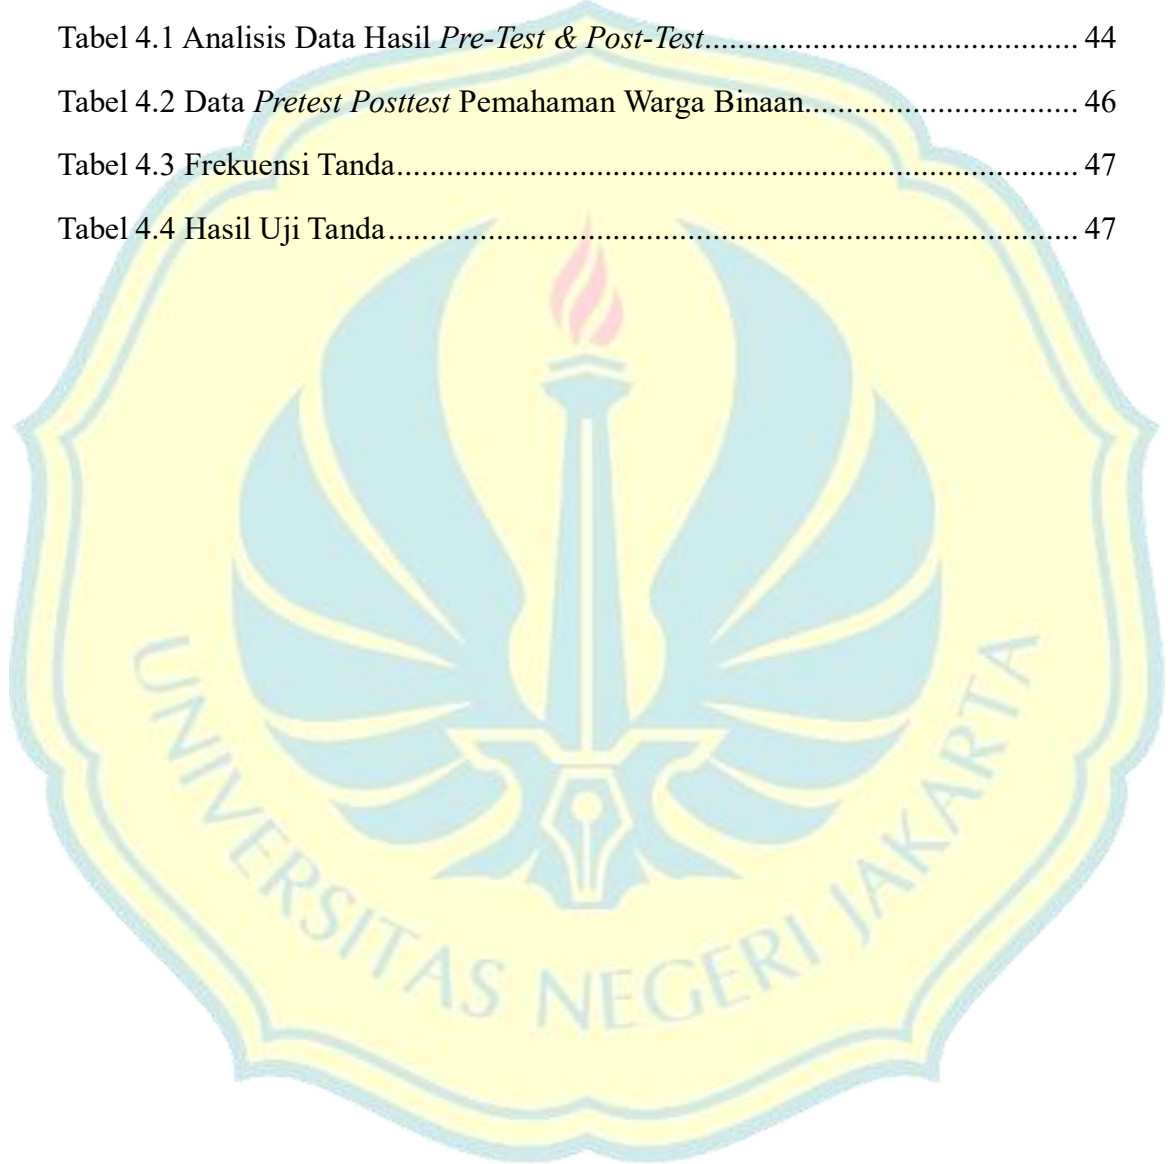 Tabel 4.1 Analisis Data Hasil Pre-Test & Post-Test............................................. 44
Tabel 4.2 Data Pretest Posttest Pemahaman Warga Binaan................................. 46
Tabel 4.3 Frekuensi Tanda.................................................................................. 47
Tabel 4.4 Hasil Uji Tanda................................................................................... 47
UNIVERSITAS NEGERI JAKARTA